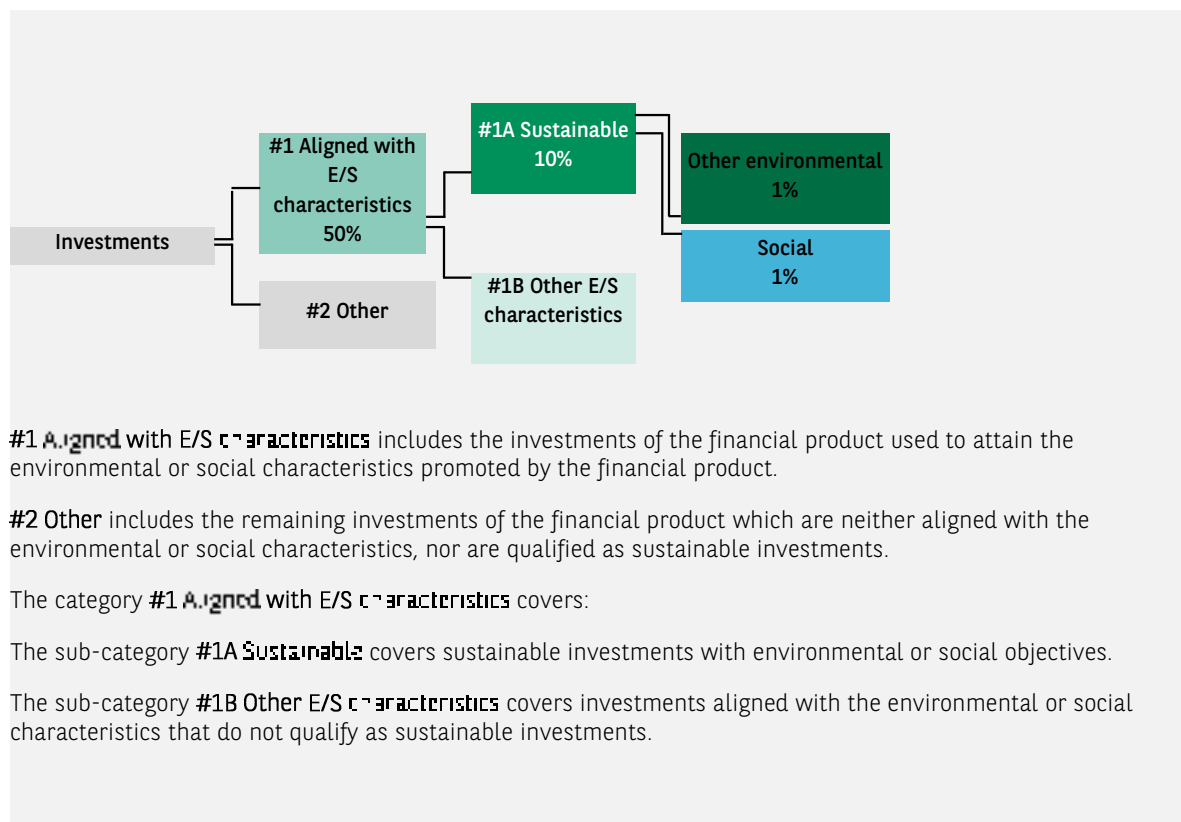 #1A Sustainable
10%
#1 Aligned with
E/S
characteristics
50%
Other environmental
1%
Investments
Social
1%
#2 Other
#1B Other E/S
characteristics
#1 Aligned with E/S characteristics includes the investments of the financial product used to attain the
environmental or social characteristics promoted by the financial product.
#2 Other includes the remaining investments of the financial product which are neither aligned with the
environmental or social characteristics, nor are qualified as sustainable investments.
The category #1 Aligned with E/S characteristics covers:
The sub-category #1A Sustainable covers sustainable investments with environmental or social objectives.
The sub-category #1B Other E/S characteristics covers investments aligned with the environmental or social
characteristics that do not qualify as sustainable investments.